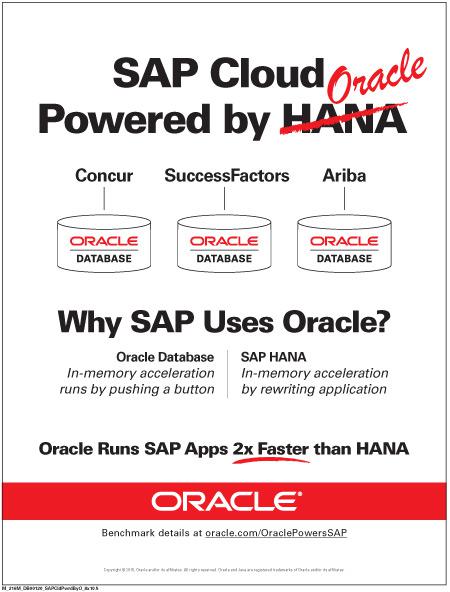 SAP Cloud Oracle
Powered by HANA
Concur SuccessFactors Ariba
ORACLE ORACLE ORACLE
DATABASE DATABASE DATABASE
Why SAP Uses Oracle?
Oracle Database
In-memory acceleration
runs by pushing a button
SAP HANA
In-memory acceleration
by rewriting application
Oracle Runs SAP Apps 2x Faster than HANA
ORACLE®
Benchmark details at oracle.com/OraclePowersSAP
Copyright © 2015, Oracle and/or its affiliates. All rights reserved. Oracle and Java are registered trademarks of Oracle and/or its affiliates.